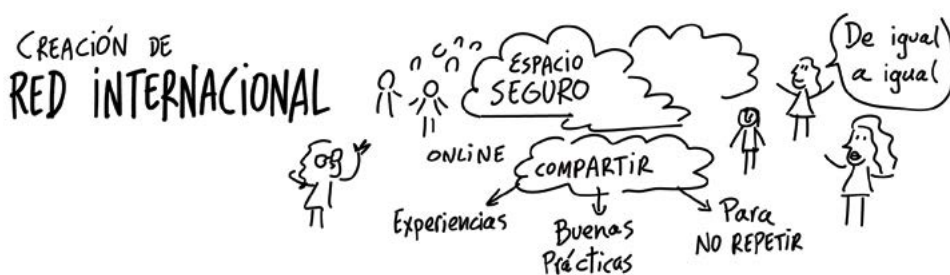 CREACIÓN DE
RED INTERNACIONAL
ESPACIO
SEGURO
ONLINE
De igual
a igual
COMPARTIR
Experiencias
Buenas
Prácticas
Para
NO REPETIR